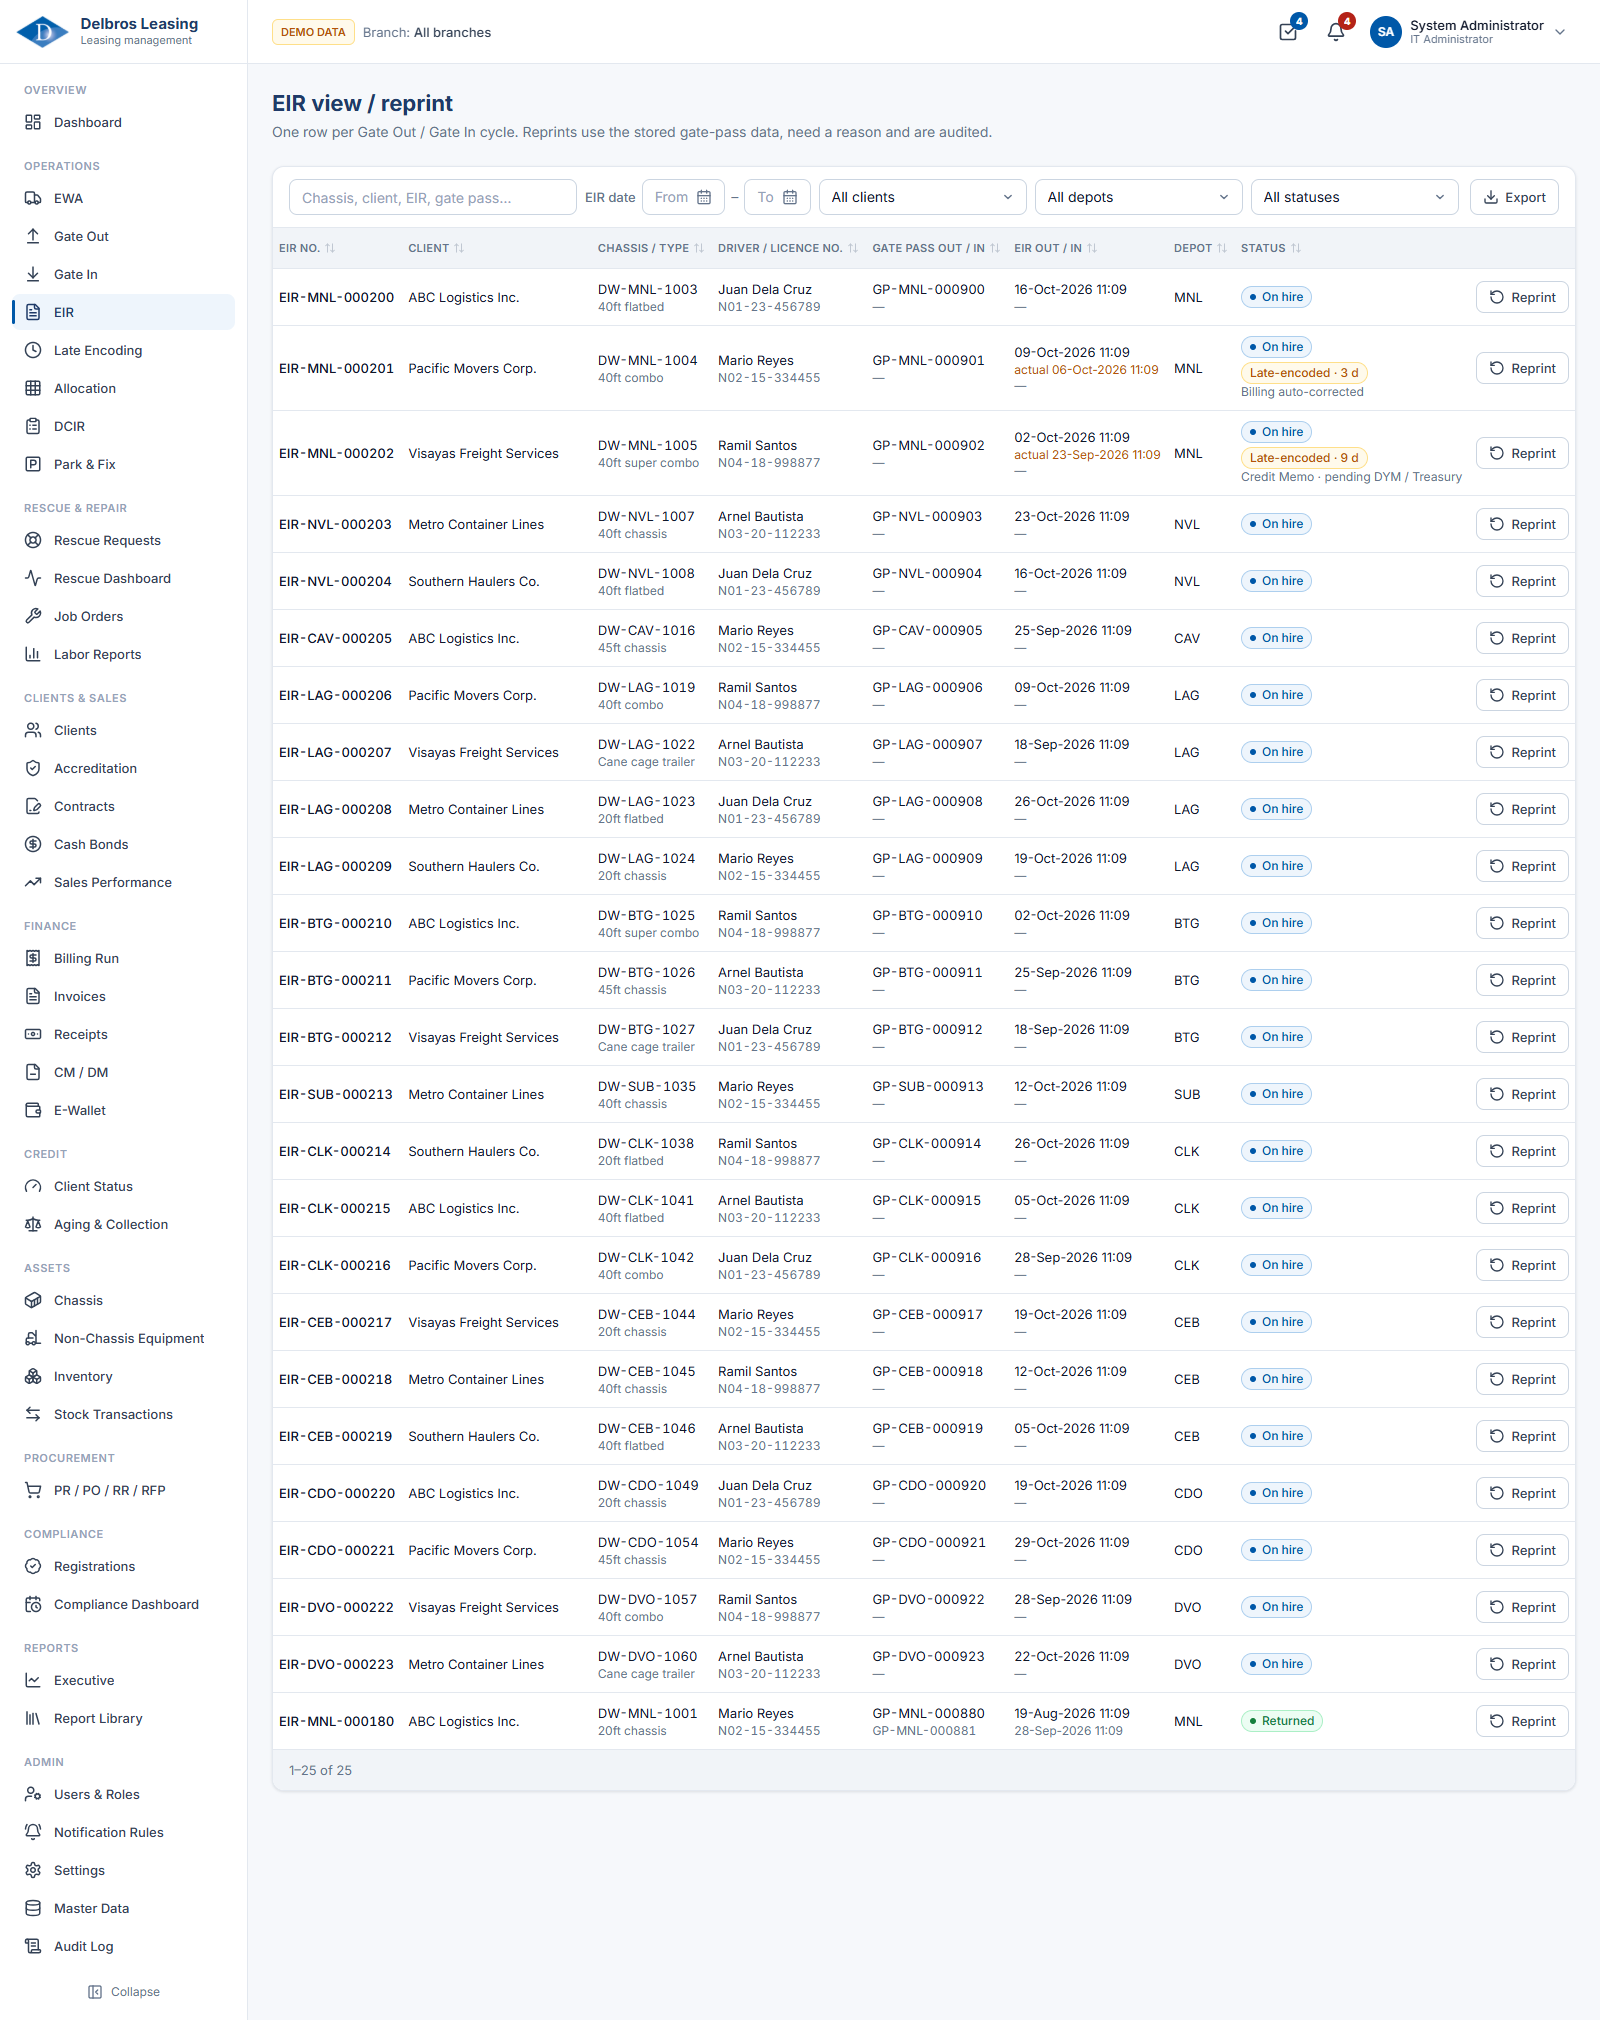 Delbros Leasing
Leasing management
DEMO DATA
Branch: All branches
4
4
SA
System Administrator
IT Administrator
OVERVIEW
Dashboard
OPERATIONS
EWA
Gate Out
Gate In
EIR
Late Encoding
Allocation
DCIR
Park & Fix
RESCUE & REPAIR
Rescue Requests
Rescue Dashboard
Job Orders
Labor Reports
CLIENTS & SALES
Clients
Accreditation
Contracts
Cash Bonds
Sales Performance
FINANCE
Billing Run
Invoices
Receipts
CM / DM
E-Wallet
CREDIT
Client Status
Aging & Collection
ASSETS
Chassis
Non-Chassis Equipment
Inventory
Stock Transactions
PROCUREMENT
PR / PO / RR / RFP
COMPLIANCE
Registrations
Compliance Dashboard
REPORTS
Executive
Report Library
ADMIN
Users & Roles
Notification Rules
Settings
Master Data
Audit Log
Collapse
EIR view / reprint
One row per Gate Out / Gate In cycle. Reprints use the stored gate-pass data, need a reason and are audited.
Chassis, client, EIR, gate pass... EIR date From – To All clients All depots All statuses Export
EIR NO. CLIENT CHASSIS / TYPE DRIVER / LICENCE NO. GATE PASS OUT / IN EIR OUT / IN DEPOT STATUS
EIR-MNL-000200 ABC Logistics Inc. DW-MNL-1003 Juan Dela Cruz GP-MNL-000900 16-Oct-2026 11:09 MNL On hire Reprint
40ft flatbed N01-23-456789 — —
EIR-MNL-000201 Pacific Movers Corp. DW-MNL-1004 Mario Reyes GP-MNL-000901 09-Oct-2026 11:09 MNL On hire Reprint
40ft combo N02-15-334455 — actual 06-Oct-2026 11:09 Late-encoded · 3 d
— Billing auto-corrected
EIR-MNL-000202 Visayas Freight Services DW-MNL-1005 Ramil Santos GP-MNL-000902 02-Oct-2026 11:09 MNL On hire Reprint
40ft super combo N04-18-998877 — actual 23-Sep-2026 11:09 Late-encoded · 9 d
— Credit Memo · pending DYM / Treasury
EIR-NVL-000203 Metro Container Lines DW-NVL-1007 Arnel Bautista GP-NVL-000903 23-Oct-2026 11:09 NVL On hire Reprint
40ft chassis N03-20-112233 — —
EIR-NVL-000204 Southern Haulers Co. DW-NVL-1008 Juan Dela Cruz GP-NVL-000904 16-Oct-2026 11:09 NVL On hire Reprint
40ft flatbed N01-23-456789 — —
EIR-CAV-000205 ABC Logistics Inc. DW-CAV-1016 Mario Reyes GP-CAV-000905 25-Sep-2026 11:09 CAV On hire Reprint
45ft chassis N02-15-334455 — —
EIR-LAG-000206 Pacific Movers Corp. DW-LAG-1019 Ramil Santos GP-LAG-000906 09-Oct-2026 11:09 LAG On hire Reprint
40ft combo N04-18-998877 — —
EIR-LAG-000207 Visayas Freight Services DW-LAG-1022 Arnel Bautista GP-LAG-000907 18-Sep-2026 11:09 LAG On hire Reprint
Cane cage trailer N03-20-112233 — —
EIR-LAG-000208 Metro Container Lines DW-LAG-1023 Juan Dela Cruz GP-LAG-000908 26-Oct-2026 11:09 LAG On hire Reprint
20ft flatbed N01-23-456789 — —
EIR-LAG-000209 Southern Haulers Co. DW-LAG-1024 Mario Reyes GP-LAG-000909 19-Oct-2026 11:09 LAG On hire Reprint
20ft chassis N02-15-334455 — —
EIR-BTG-000210 ABC Logistics Inc. DW-BTG-1025 Ramil Santos GP-BTG-000910 02-Oct-2026 11:09 BTG On hire Reprint
40ft super combo N04-18-998877 — —
EIR-BTG-000211 Pacific Movers Corp. DW-BTG-1026 Arnel Bautista GP-BTG-000911 25-Sep-2026 11:09 BTG On hire Reprint
45ft chassis N03-20-112233 — —
EIR-BTG-000212 Visayas Freight Services DW-BTG-1027 Juan Dela Cruz GP-BTG-000912 18-Sep-2026 11:09 BTG On hire Reprint
Cane cage trailer N01-23-456789 — —
EIR-SUB-000213 Metro Container Lines DW-SUB-1035 Mario Reyes GP-SUB-000913 12-Oct-2026 11:09 SUB On hire Reprint
40ft chassis N02-15-334455 — —
EIR-CLK-000214 Southern Haulers Co. DW-CLK-1038 Ramil Santos GP-CLK-000914 26-Oct-2026 11:09 CLK On hire Reprint
20ft flatbed N04-18-998877 — —
EIR-CLK-000215 ABC Logistics Inc. DW-CLK-1041 Arnel Bautista GP-CLK-000915 05-Oct-2026 11:09 CLK On hire Reprint
40ft flatbed N03-20-112233 — —
EIR-CLK-000216 Pacific Movers Corp. DW-CLK-1042 Juan Dela Cruz GP-CLK-000916 28-Sep-2026 11:09 CLK On hire Reprint
40ft combo N01-23-456789 — —
EIR-CEB-000217 Visayas Freight Services DW-CEB-1044 Mario Reyes GP-CEB-000917 19-Oct-2026 11:09 CEB On hire Reprint
20ft chassis N02-15-334455 — —
EIR-CEB-000218 Metro Container Lines DW-CEB-1045 Ramil Santos GP-CEB-000918 12-Oct-2026 11:09 CEB On hire Reprint
40ft chassis N04-18-998877 — —
EIR-CEB-000219 Southern Haulers Co. DW-CEB-1046 Arnel Bautista GP-CEB-000919 05-Oct-2026 11:09 CEB On hire Reprint
40ft flatbed N03-20-112233 — —
EIR-CDO-000220 ABC Logistics Inc. DW-CDO-1049 Juan Dela Cruz GP-CDO-000920 19-Oct-2026 11:09 CDO On hire Reprint
20ft chassis N01-23-456789 — —
EIR-CDO-000221 Pacific Movers Corp. DW-CDO-1054 Mario Reyes GP-CDO-000921 29-Oct-2026 11:09 CDO On hire Reprint
45ft chassis N02-15-334455 — —
EIR-DVO-000222 Visayas Freight Services DW-DVO-1057 Ramil Santos GP-DVO-000922 28-Sep-2026 11:09 DVO On hire Reprint
40ft combo N04-18-998877 — —
EIR-DVO-000223 Metro Container Lines DW-DVO-1060 Arnel Bautista GP-DVO-000923 22-Oct-2026 11:09 DVO On hire Reprint
Cane cage trailer N03-20-112233 — —
EIR-MNL-000180 ABC Logistics Inc. DW-MNL-1001 Mario Reyes GP-MNL-000880 19-Aug-2026 11:09 MNL Returned Reprint
20ft chassis N02-15-334455 GP-MNL-000881 28-Sep-2026 11:09
1–25 of 25